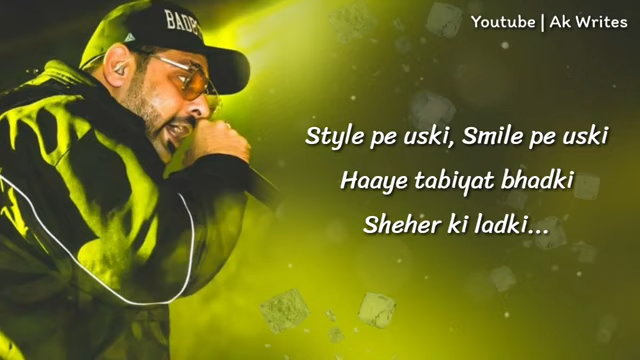 Youtube | Ak Writes
Style pe uski, Smile pe uski
Haaye tabiyat bhadki
Sheher ki ladki...